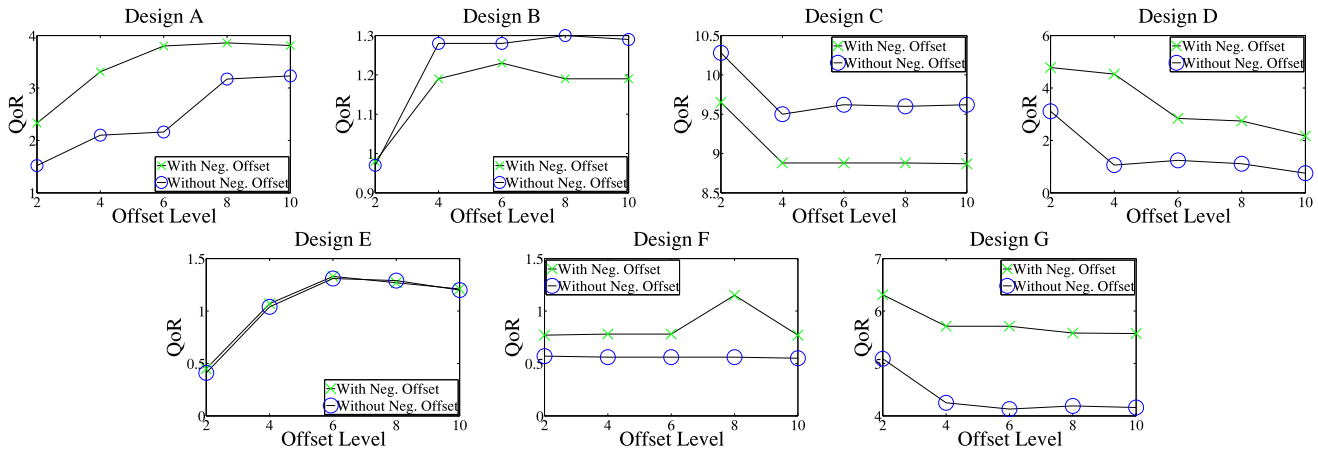 Design A
4
3
2
1
QoR
2 4 6 8 10
Offset Level
With Neg. Offset
Without Neg. Offset
Design B
1.3
1.2
1.1
1
0.9
QoR
2 4 6 8 10
Offset Level
With Neg. Offset
Without Neg. Offset
Design C
10.5
10
9.5
9
8.5
QoR
2 4 6 8 10
Offset Level
With Neg. Offset
Without Neg. Offset
Design D
6
4
2
0
QoR
2 4 6 8 10
Offset Level
With Neg. Offset
Without Neg. Offset
Design E
1.5
1
0.5
0
QoR
2 4 6 8 10
Offset Level
With Neg. Offset
Without Neg. Offset
Design F
1.5
1
0.5
0
QoR
2 4 6 8 10
Offset Level
With Neg. Offset
Without Neg. Offset
Design G
7
6
5
4
QoR
2 4 6 8 10
Offset Level
With Neg. Offset
Without Neg. Offset